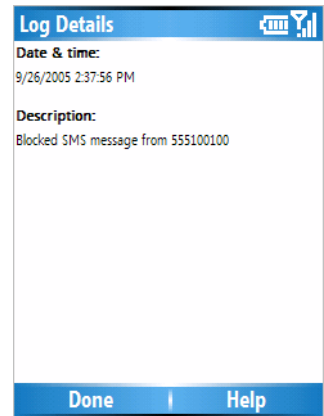 Log Details
Date & time:
9/26/2005 2:37:56 PM
Description:
Blocked SMS message from 555100100
Done Help